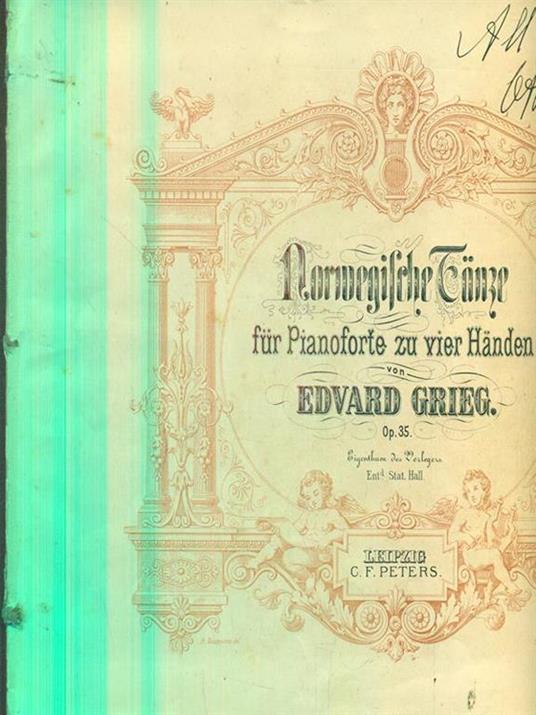 Norwegische Tänze
für Pianoforte zu vier Händen
von
EDVARD GRIEG.
Op. 35.
Eigenthum des Verlegers.
Entd. Stat. Hall.
LEIPZIG
C. F. PETERS.